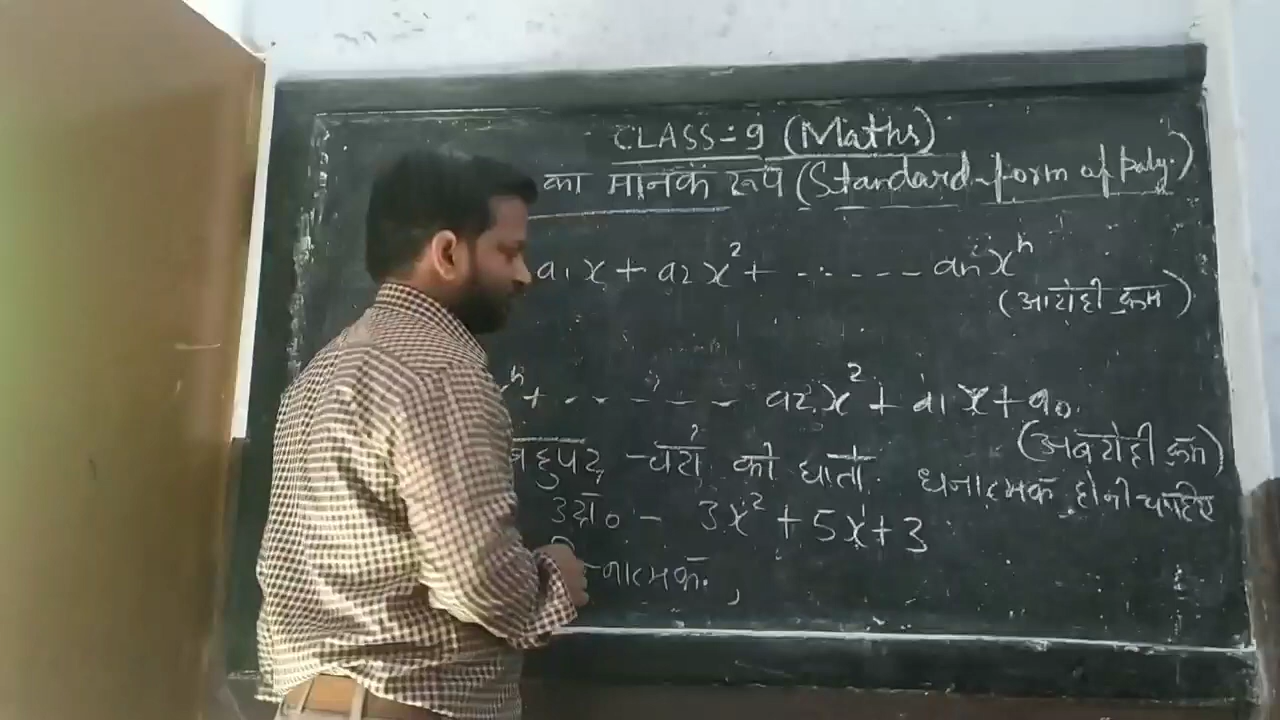 CLASS-9 (Maths)
का मानक रूप (Standard form of Poly.)
a1x + a2x² + ------ anxⁿ
(आरोही क्रम)
ⁿ + ------ a2x² + a1x + a0
(अवरोही क्रम)
बहुपद - चरों की घातों धनात्मक होनी चाहिए
उदा० - 3x² + 5x + 3
नात्मक ,